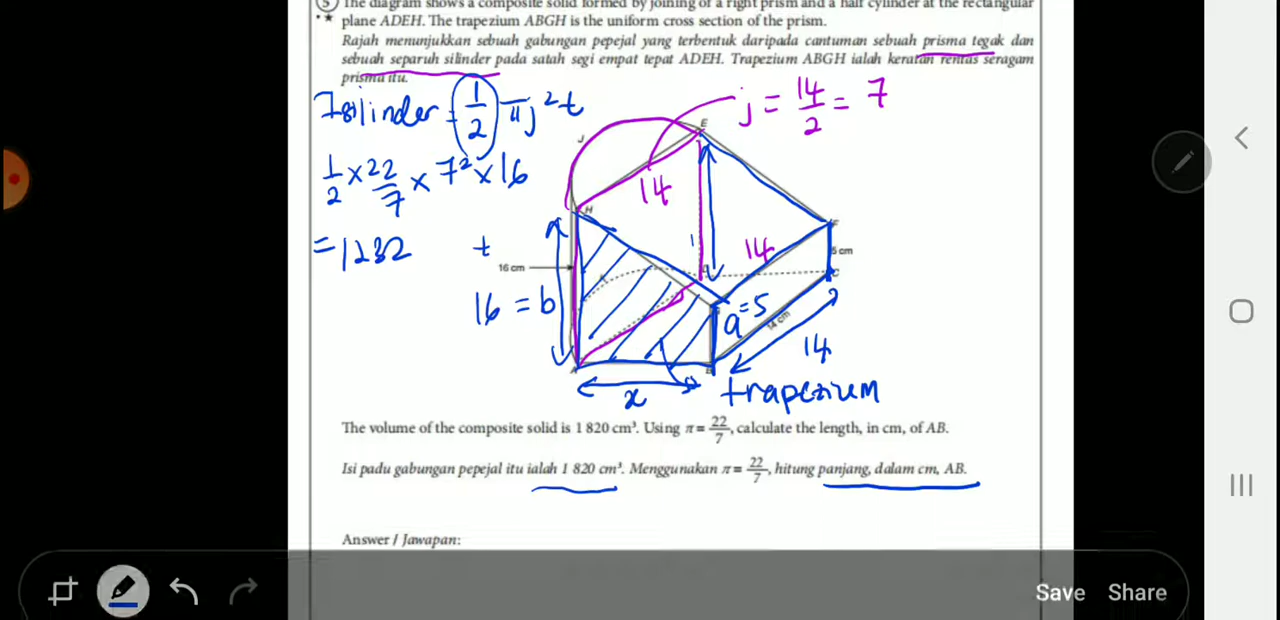 5 The diagram shows a composite solid formed by joining of a right prism and a half cylinder at the rectangular
plane ADEH. The trapezium ABGH is the uniform cross section of the prism.
Rajah menunjukkan sebuah gabungan pepejal yang terbentuk daripada cantuman sebuah prisma tegak dan
sebuah separuh silinder pada satah segi empat tepat ADEH. Trapezium ABGH ialah keratan rentas seragam
prisma itu.
silinder = 1/2 πj²t
j = 14/2 = 7
1/2 × 22/7 × 7² × 16
= 1232
t
J
E
H
14
14
F
5 cm
C
16 cm
16 = b
a = 5
14 cm
14
A
B
x
trapezium
The volume of the composite solid is 1 820 cm³. Using π = 22/7, calculate the length, in cm, of AB.
Isi padu gabungan pepejal itu ialah 1 820 cm³. Menggunakan π = 22/7, hitung panjang, dalam cm, AB.
Answer / Jawapan:
Save Share